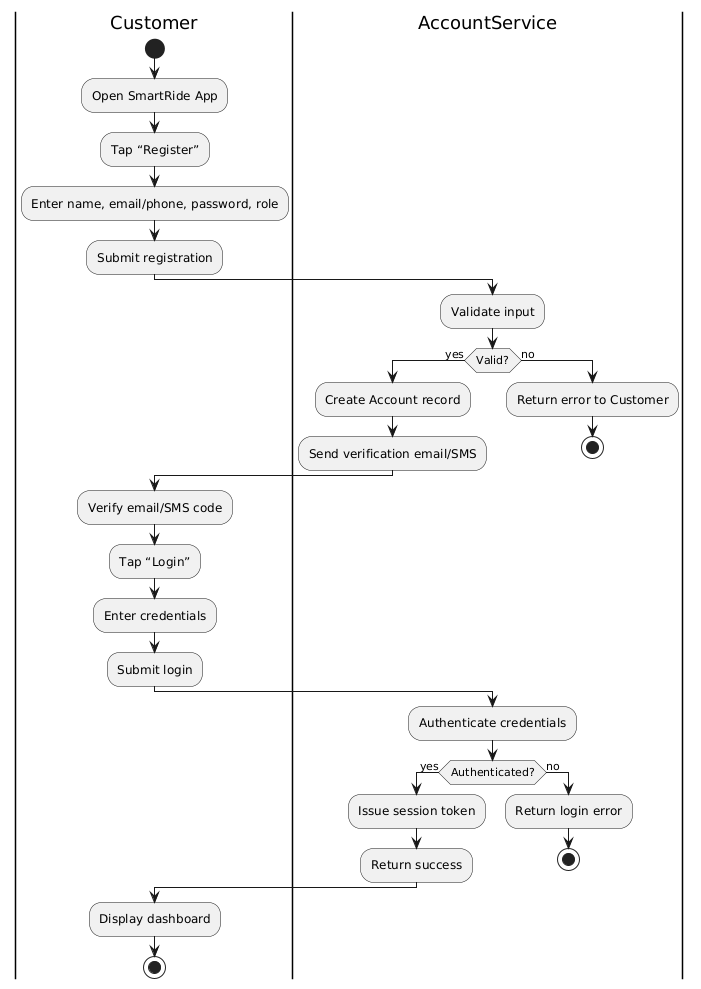 Customer
AccountService
Open SmartRide App
Tap “Register”
Enter name, email/phone, password, role
Submit registration
Validate input
Valid?
yes
no
Create Account record
Return error to Customer
Send verification email/SMS
Verify email/SMS code
Tap “Login”
Enter credentials
Submit login
Authenticate credentials
Authenticated?
yes
no
Issue session token
Return login error
Return success
Display dashboard